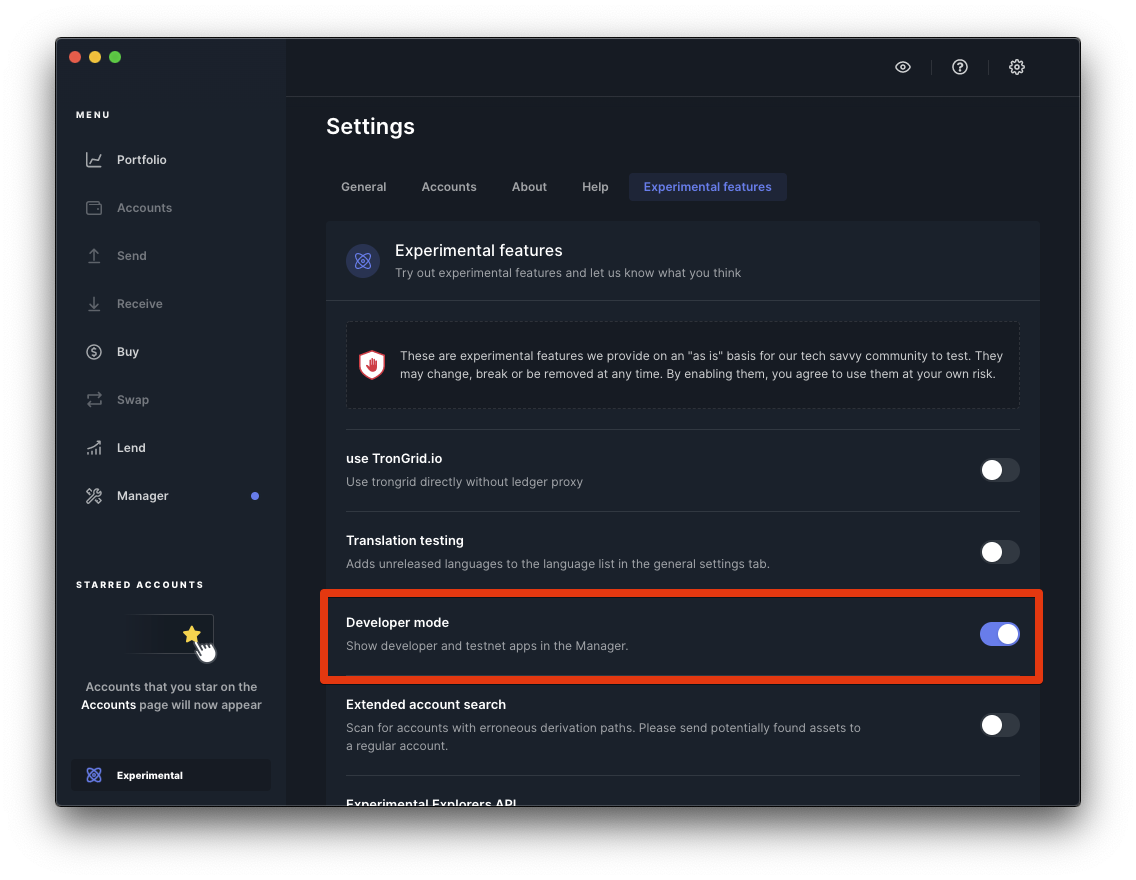 MENU
Portfolio
Accounts
Send
Receive
Buy
Swap
Lend
Manager
STARRED ACCOUNTS
Accounts that you star on the
Accounts page will now appear
Experimental
Settings
General Accounts About Help Experimental features
Experimental features
Try out experimental features and let us know what you think
These are experimental features we provide on an "as is" basis for our tech savvy community to test. They
may change, break or be removed at any time. By enabling them, you agree to use them at your own risk.
use TronGrid.io
Use trongrid directly without ledger proxy
Translation testing
Adds unreleased languages to the language list in the general settings tab.
Developer mode
Show developer and testnet apps in the Manager.
Extended account search
Scan for accounts with erroneous derivation paths. Please send potentially found assets to
a regular account.
Experimental Explorers API